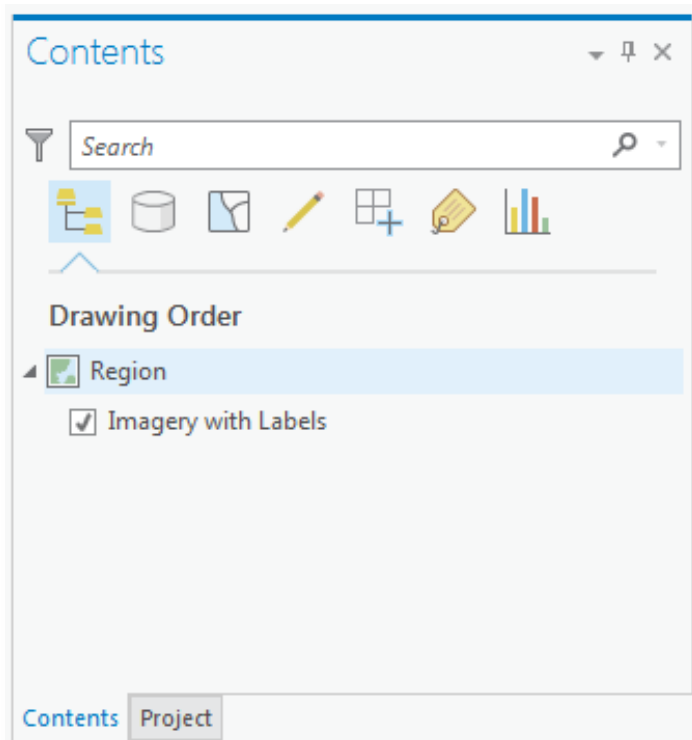 Contents
Search
Drawing Order
Region
Imagery with Labels
Contents Project